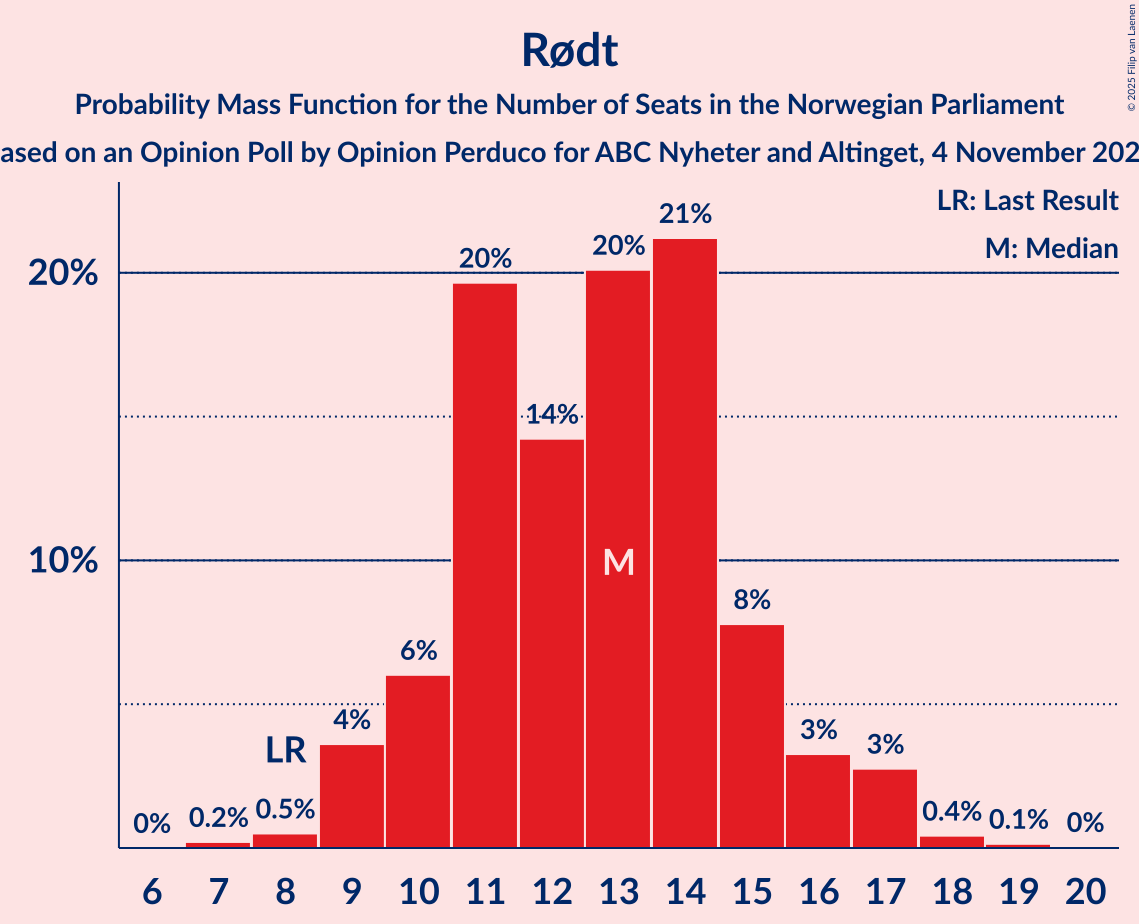 Rødt
Probability Mass Function for the Number of Seats in the Norwegian Parliament
ased on an Opinion Poll by Opinion Perduco for ABC Nyheter and Altinget, 4 November 202
© 2025 Filip van Laenen
LR: Last Result
M: Median
20%
10%
0%
0.2%
0.5%
LR
4%
6%
20%
14%
20%
M
21%
8%
3%
3%
0.4%
0.1%
0%
6 7 8 9 10 11 12 13 14 15 16 17 18 19 20